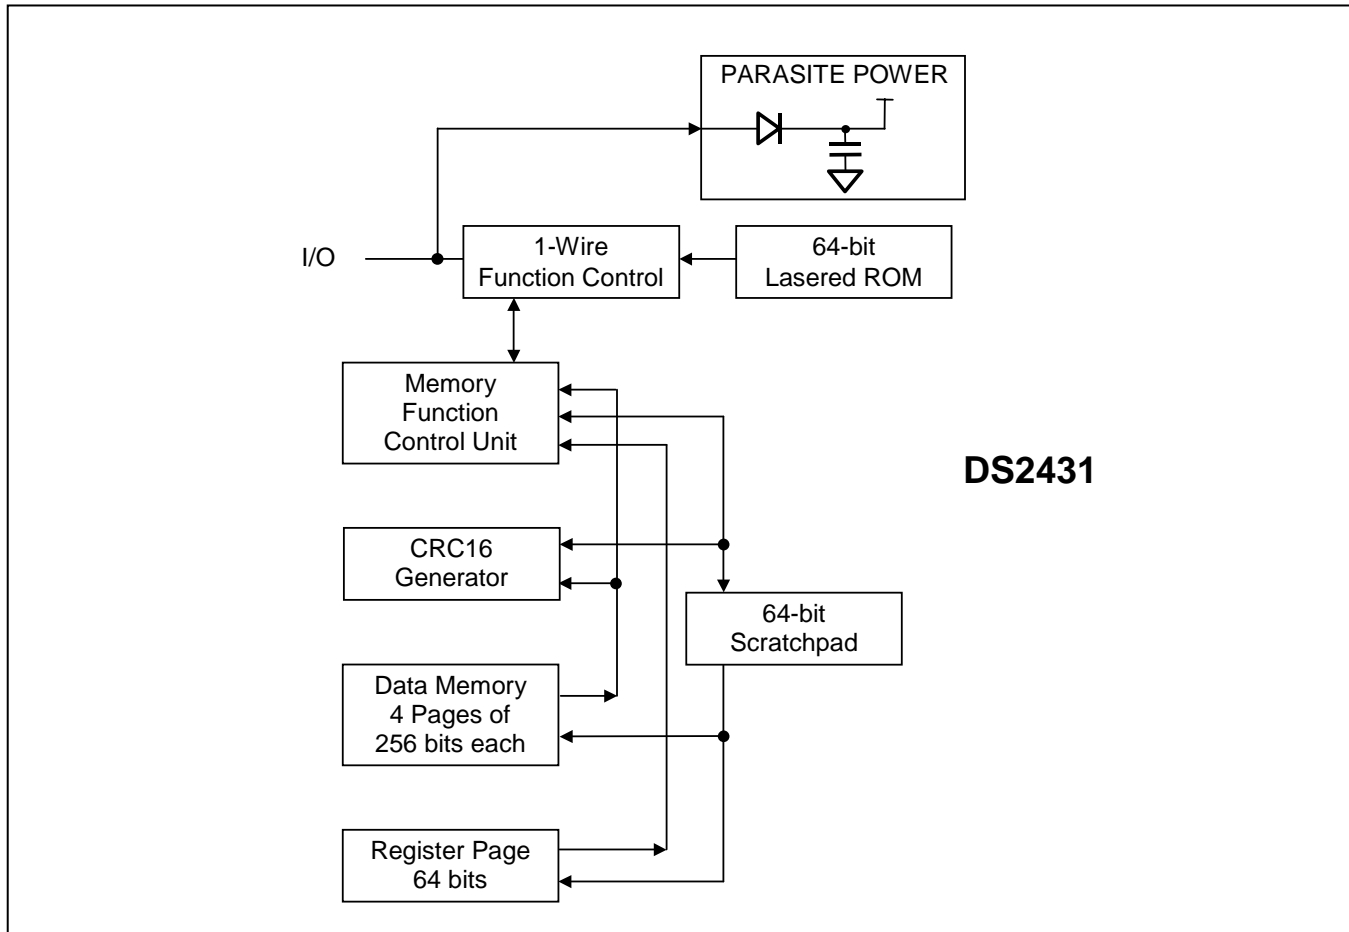 PARASITE POWER
I/O
1-Wire
Function Control
64-bit
Lasered ROM
Memory
Function
Control Unit
DS2431
CRC16
Generator
64-bit
Scratchpad
Data Memory
4 Pages of
256 bits each
Register Page
64 bits